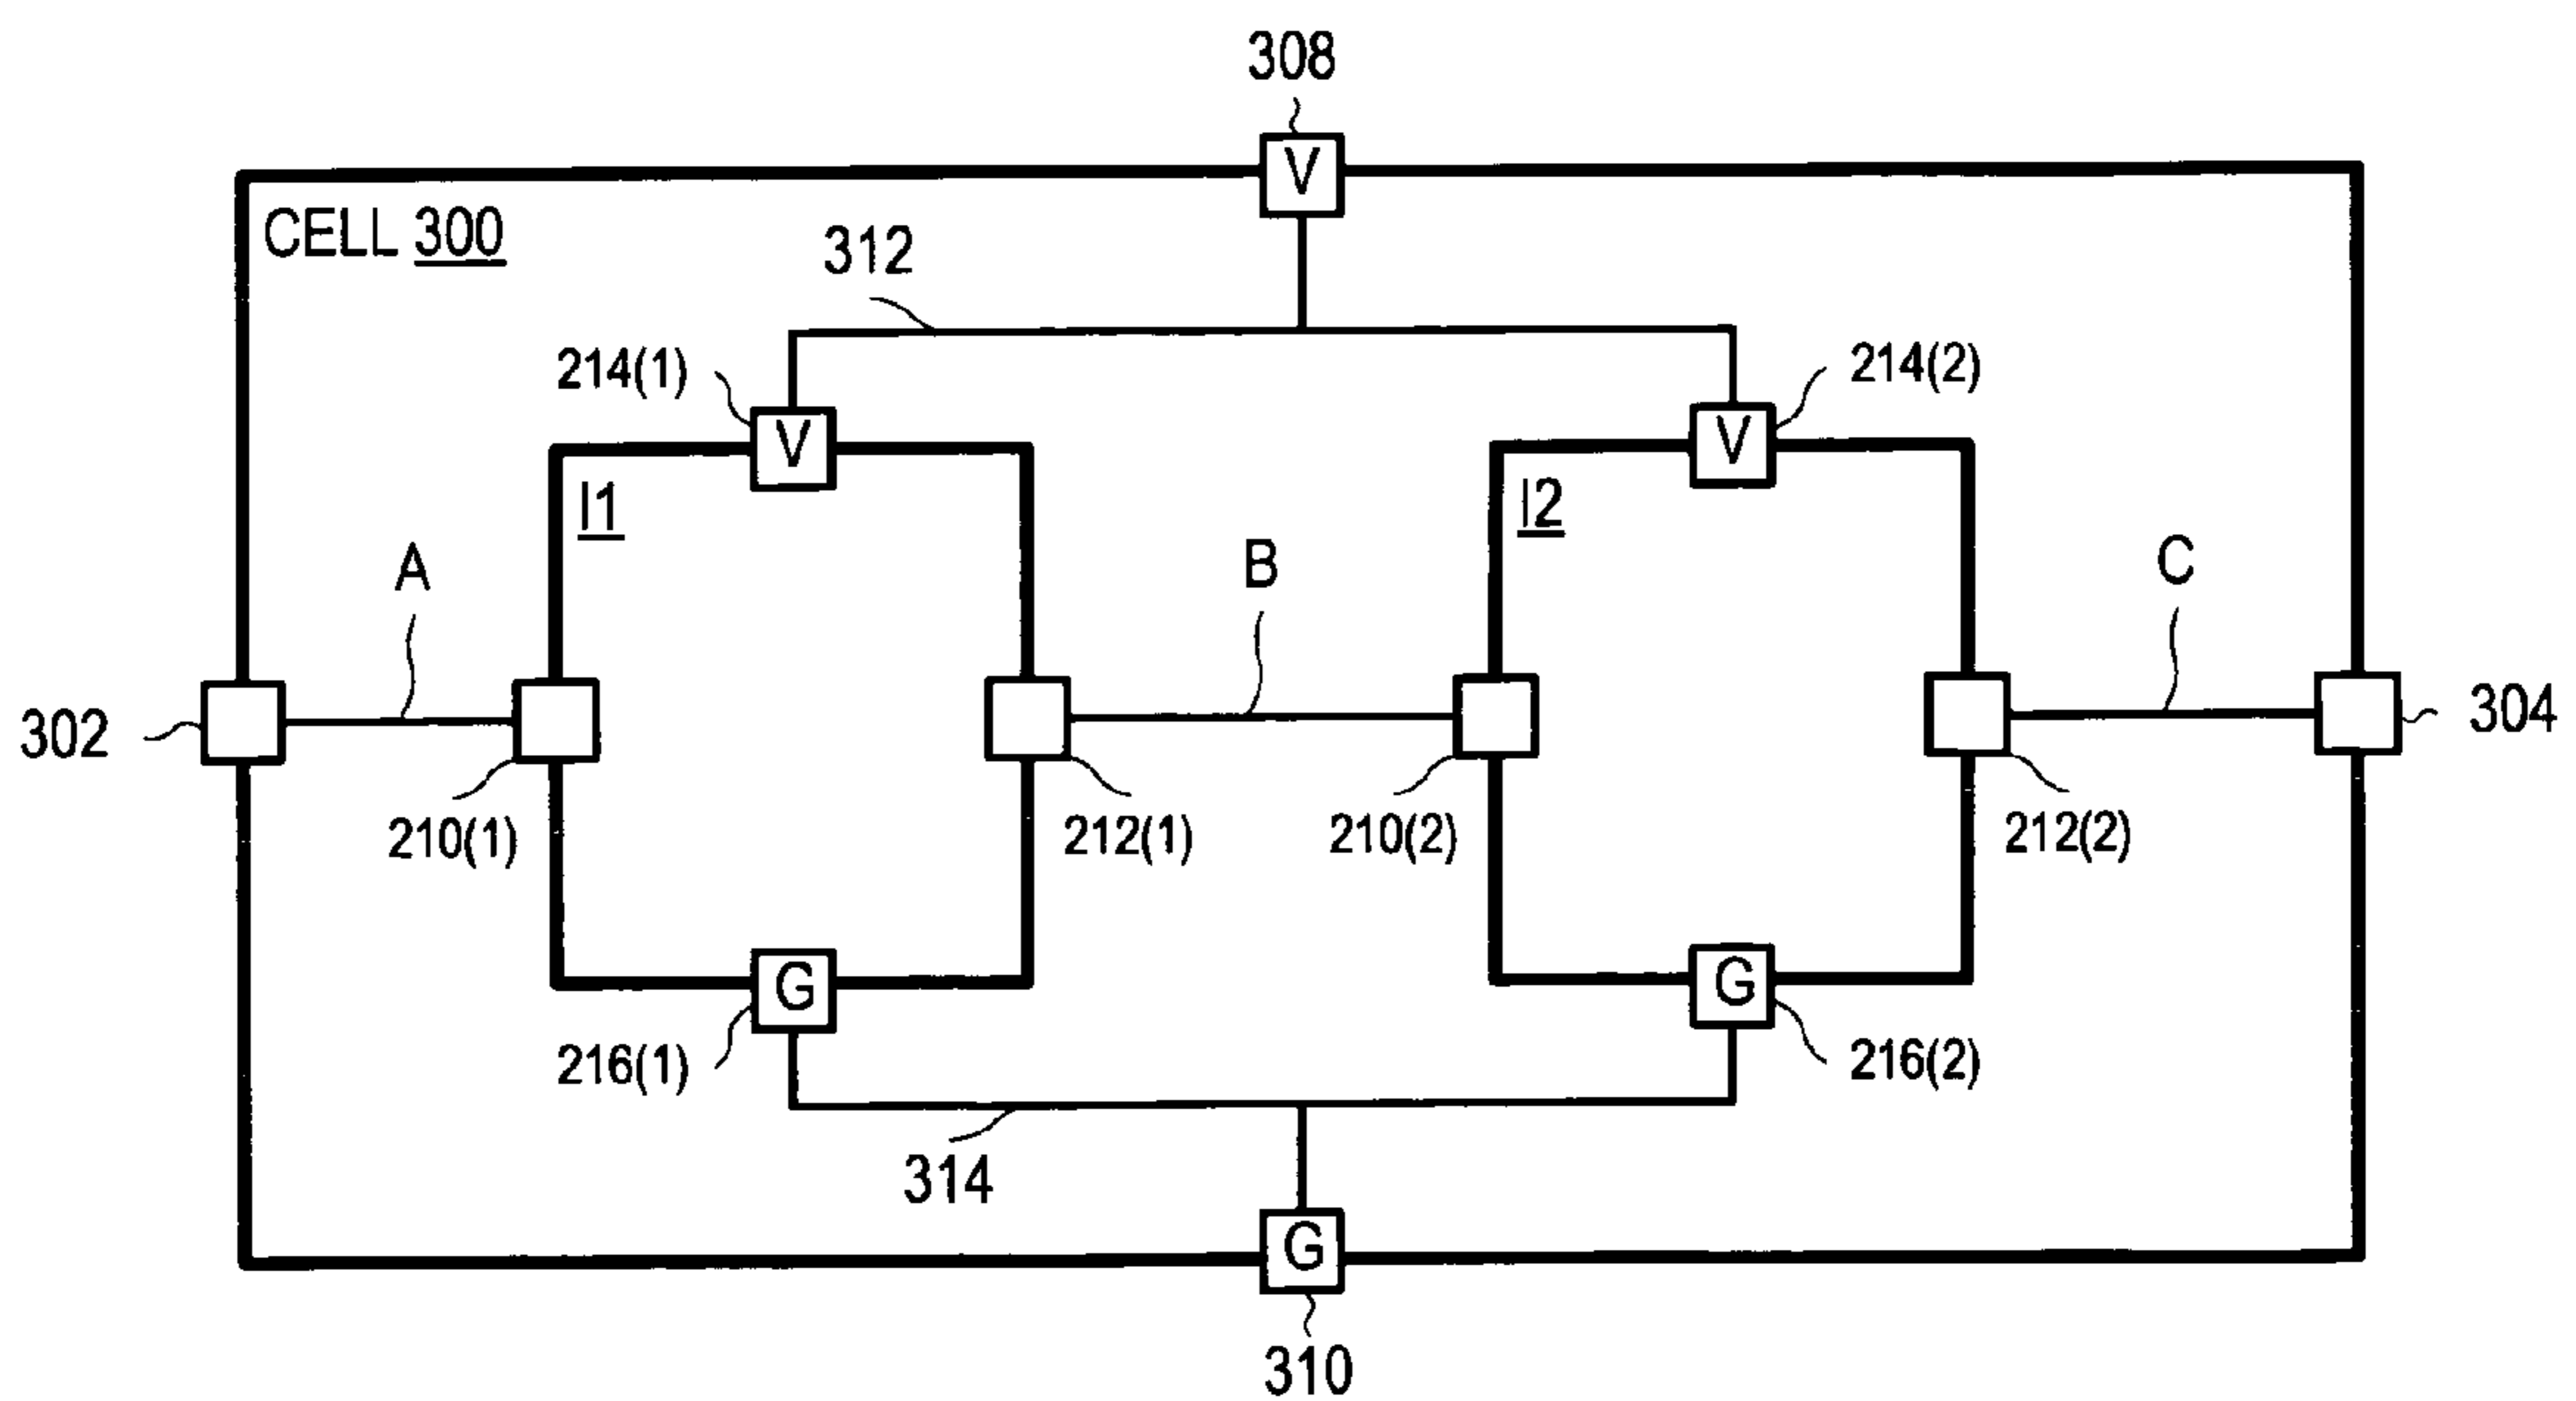 308
V
CELL 300
312
214(1)
V
214(2)
V
I1
I2
A
B
C
302
304
210(1)
212(1)
210(2)
212(2)
G
G
216(1)
216(2)
314
G
310